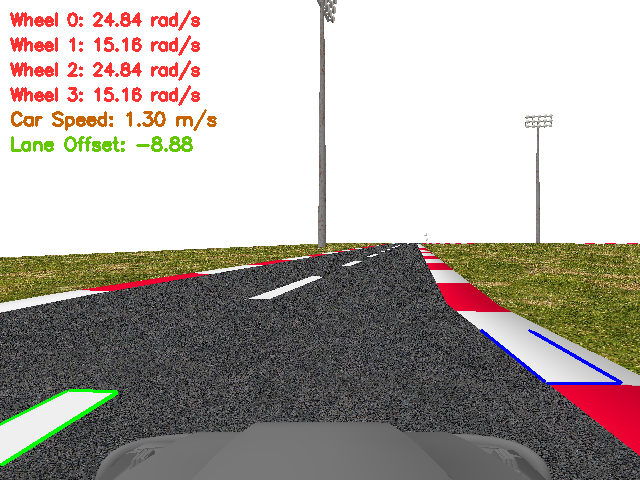 Wheel 0: 24.84 rad/s
Wheel 1: 15.16 rad/s
Wheel 2: 24.84 rad/s
Wheel 3: 15.16 rad/s
Car Speed: 1.30 m/s
Lane Offset: -8.88